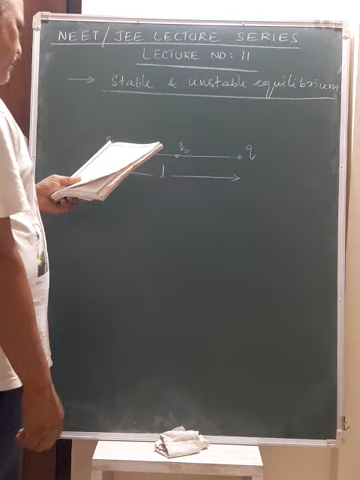 NEET/JEE LECTURE SERIES
LECTURE NO: 11
→ Stable & unstable equilibrium
q₀ q
l